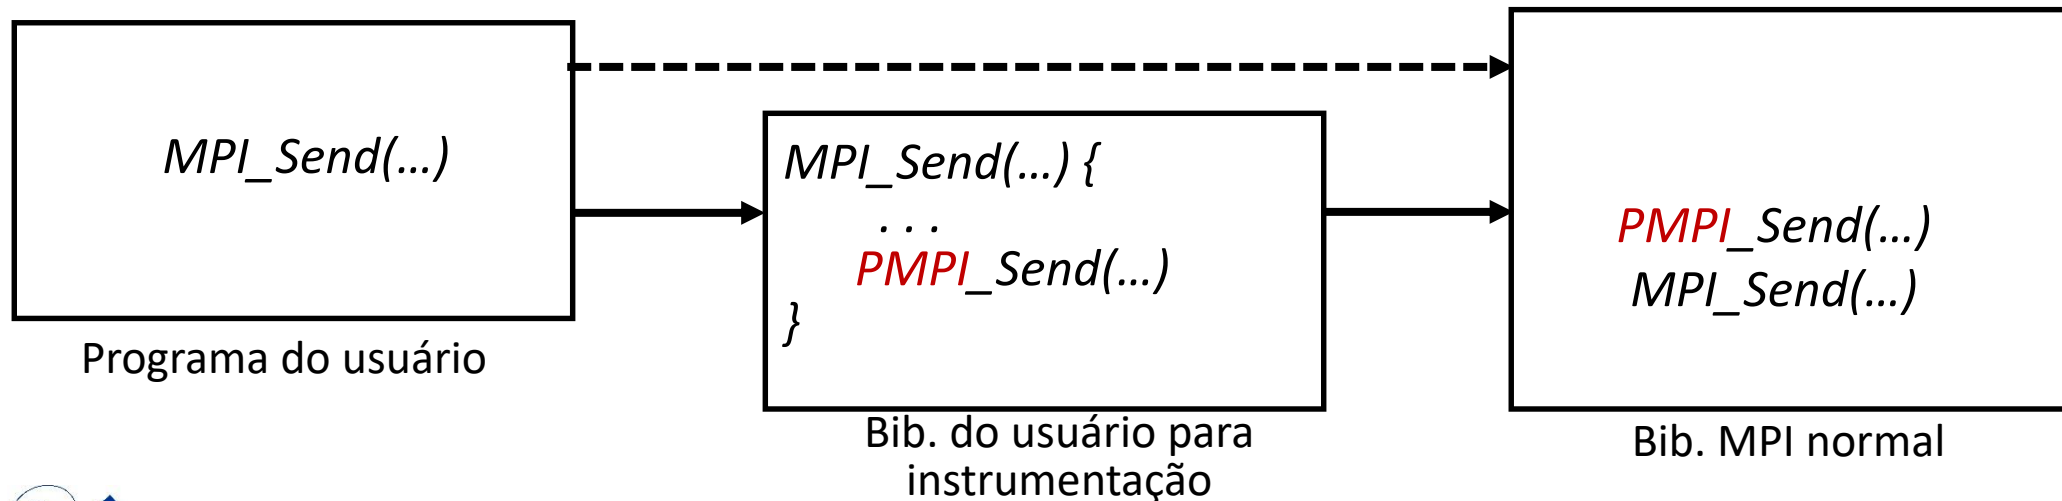 MPI_Send(...)
Programa do usuário
MPI_Send(...) {
. . .
PMPI_Send(...)
}
Bib. do usuário para
instrumentação
PMPI_Send(...)
MPI_Send(...)
Bib. MPI normal